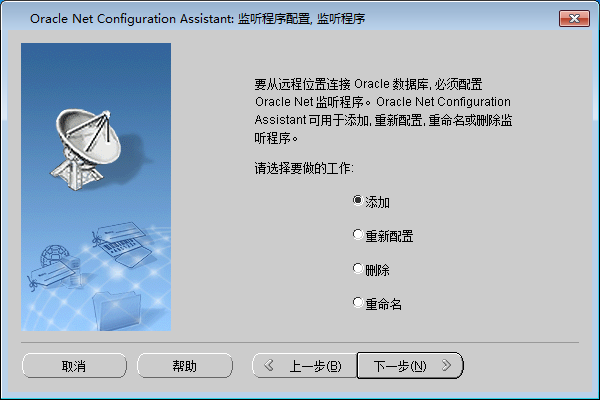 Oracle Net Configuration Assistant: 监听程序配置, 监听程序
要从远程位置连接 Oracle 数据库, 必须配置
Oracle Net 监听程序。Oracle Net Configuration
Assistant 可用于添加, 重新配置, 重命名或删除监
听程序。
请选择要做的工作:
添加
重新配置
删除
重命名
取消
帮助
上一步(B)
下一步(N)